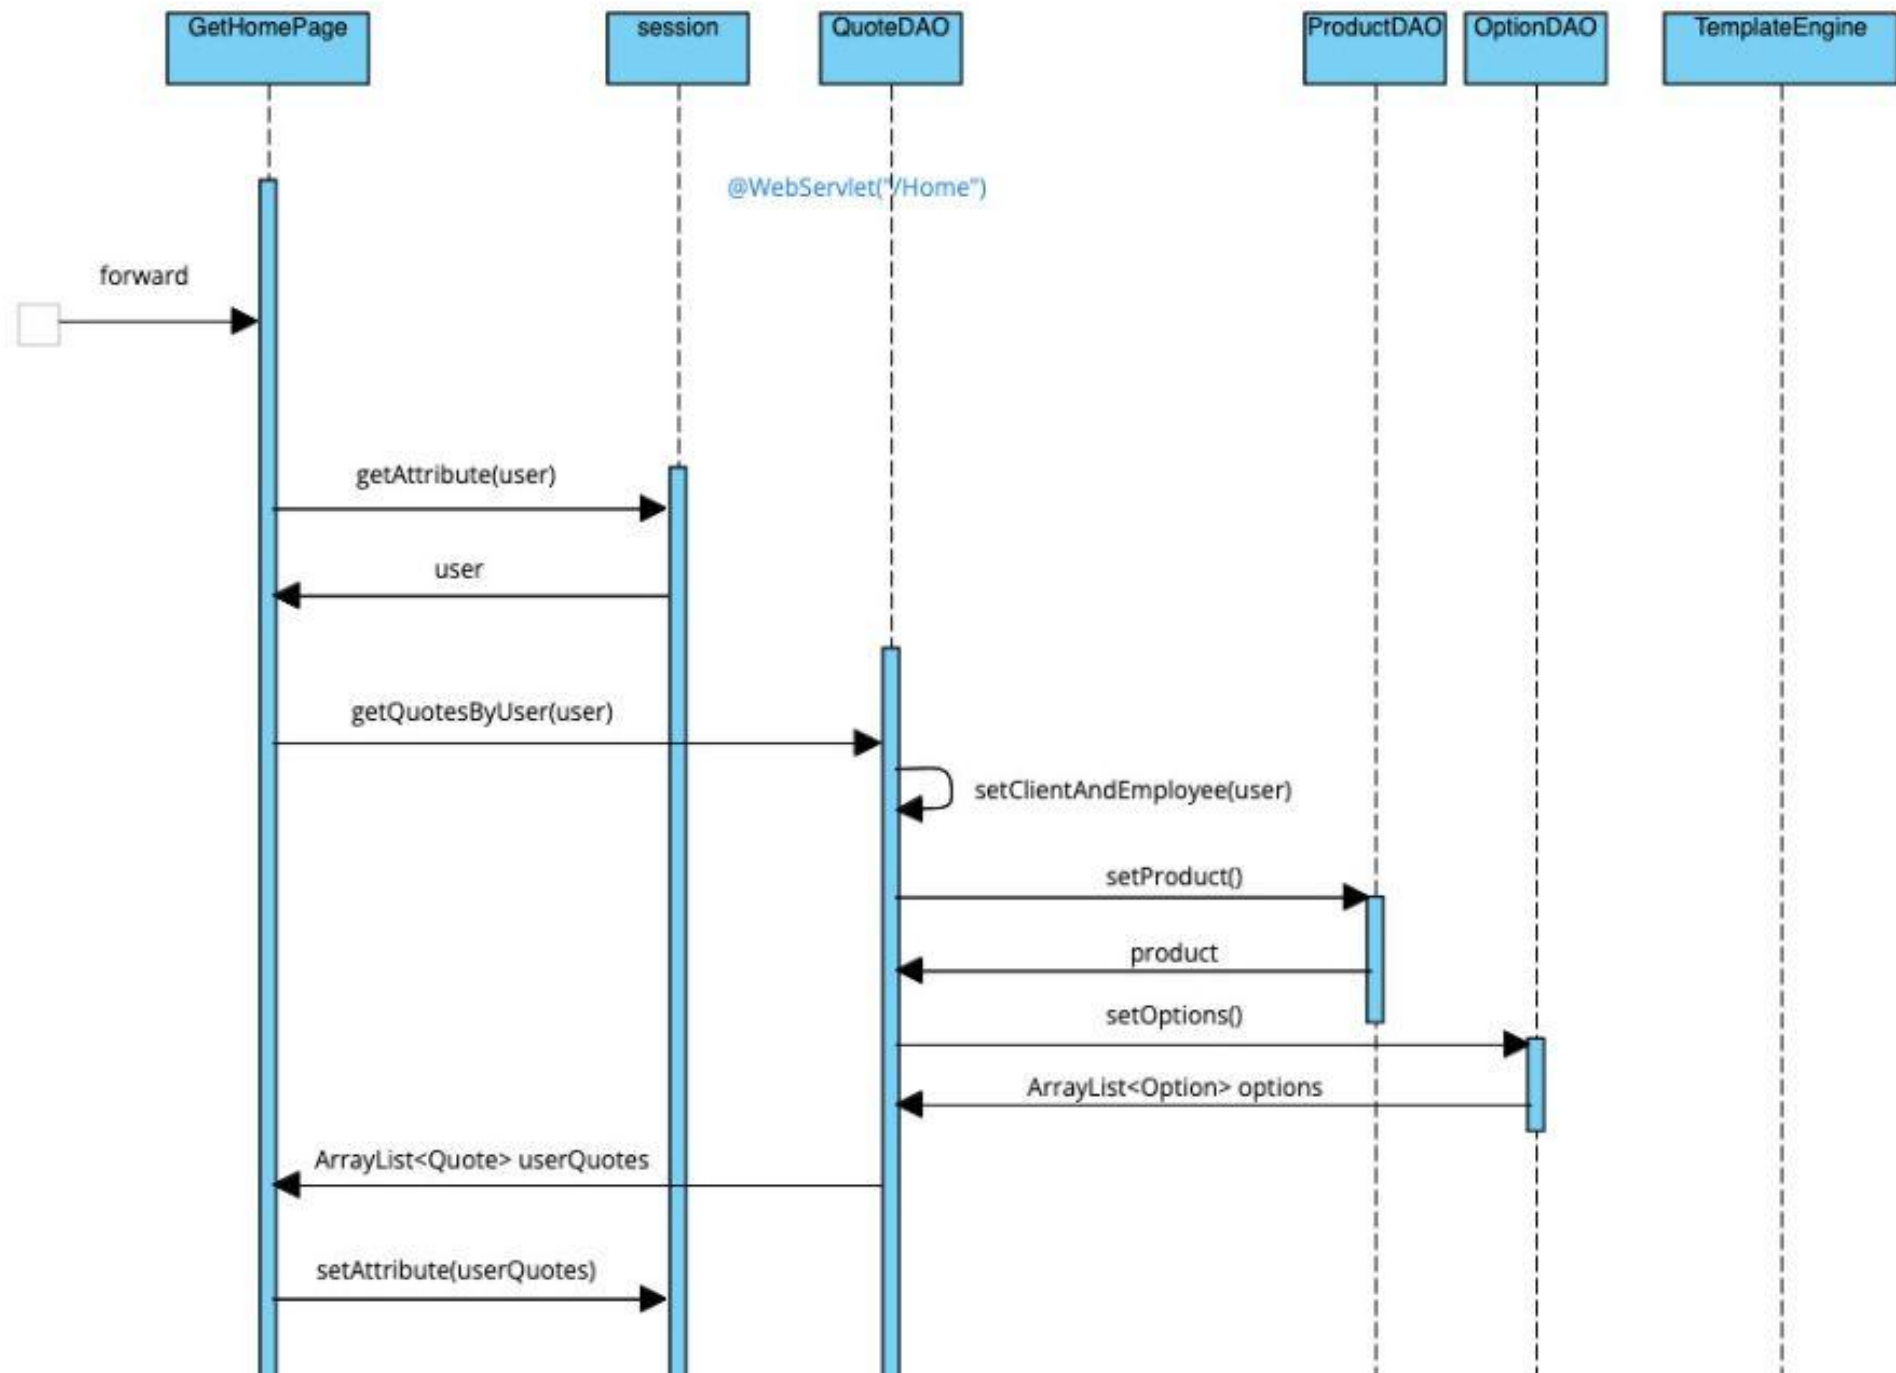 GetHomePage
session
QuoteDAO
ProductDAO
OptionDAO
TemplateEngine
@WebServlet("/Home")
forward
getAttribute(user)
user
getQuotesByUser(user)
setClientAndEmployee(user)
setProduct()
product
setOptions()
ArrayList<Option> options
ArrayList<Quote> userQuotes
setAttribute(userQuotes)